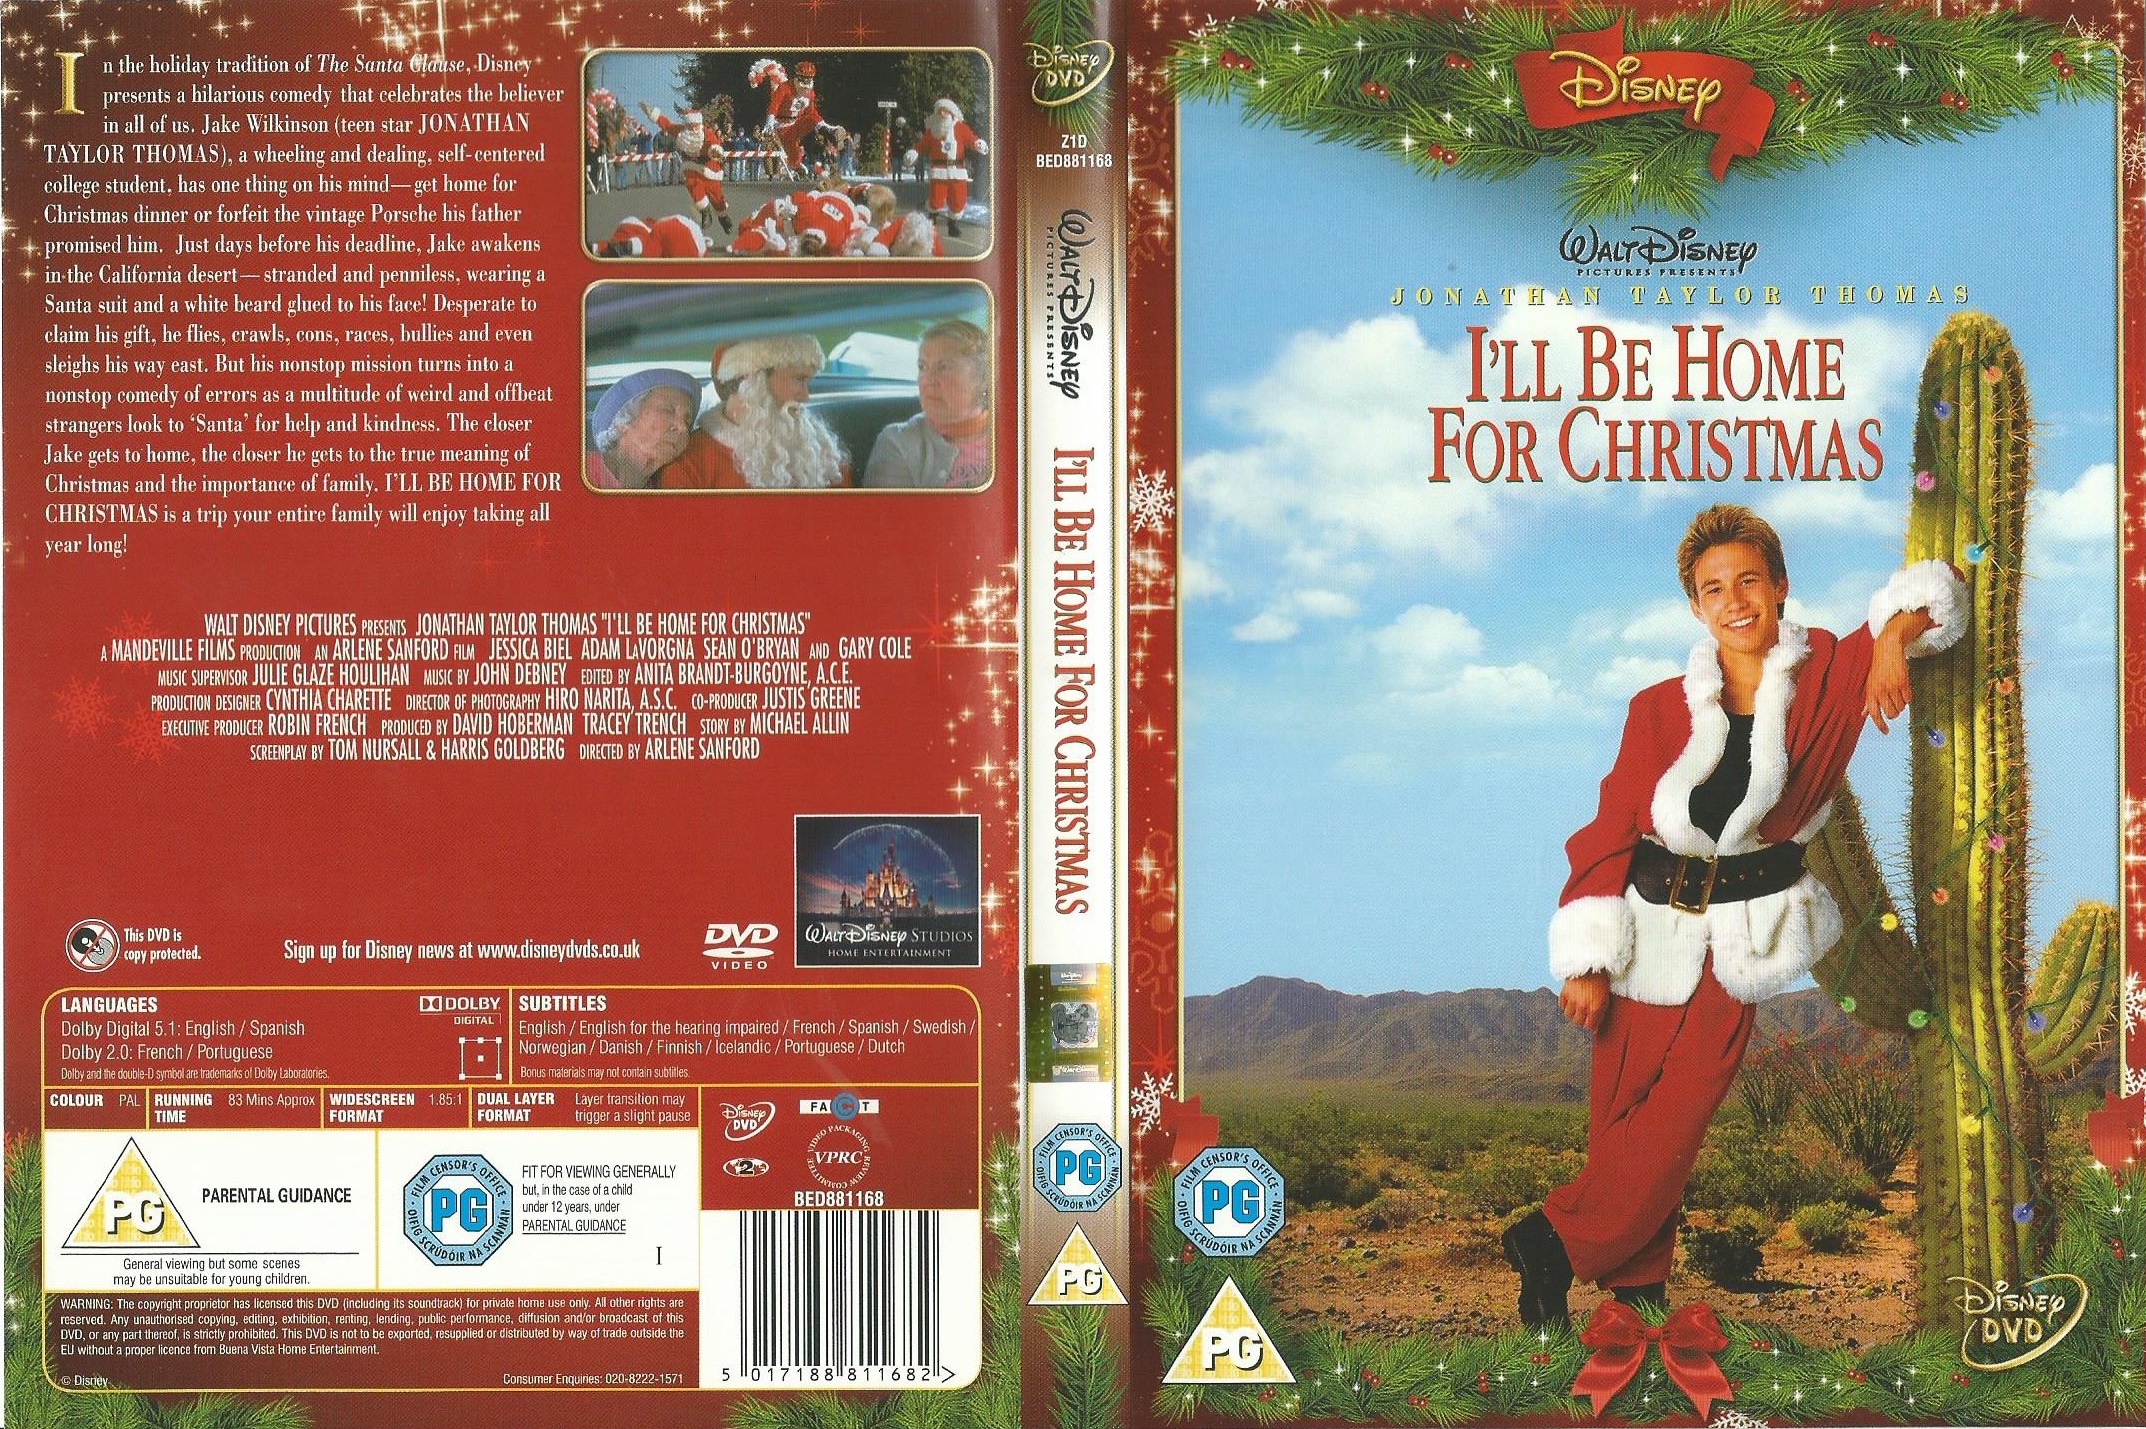 In the holiday tradition of The Santa Clause, Disney
presents a hilarious comedy that celebrates the believer
in all of us. Jake Wilkinson (teen star JONATHAN
TAYLOR THOMAS), a wheeling and dealing, self-centered
college student, has one thing on his mind—get home for
Christmas dinner or forfeit the vintage Porsche his father
promised him. Just days before his deadline, Jake awakens
in the California desert—stranded and penniless, wearing a
Santa suit and a white beard glued to his face! Desperate to
claim his gift, he flies, crawls, cons, races, bullies and even
sleighs his way east. But his nonstop mission turns into a
nonstop comedy of errors as a multitude of weird and offbeat
strangers look to ‘Santa’ for help and kindness. The closer
Jake gets to home, the closer he gets to the true meaning of
Christmas and the importance of family. I'LL BE HOME FOR
CHRISTMAS is a trip your entire family will enjoy taking all
year long!
WALT DISNEY PICTURES PRESENTS JONATHAN TAYLOR THOMAS "I'LL BE HOME FOR CHRISTMAS"
A MANDEVILLE FILMS PRODUCTION AN ARLENE SANFORD FILM JESSICA BIEL ADAM LaVORGNA SEAN O'BRYAN AND GARY COLE
MUSIC SUPERVISOR JULIE GLAZE HOULIHAN MUSIC BY JOHN DEBNEY EDITED BY ANITA BRANDT-BURGOYNE, A.C.E.
PRODUCTION DESIGNER CYNTHIA CHARETTE DIRECTOR OF PHOTOGRAPHY HIRO NARITA, A.S.C. CO-PRODUCER JUSTIS GREENE
EXECUTIVE PRODUCER ROBIN FRENCH PRODUCED BY DAVID HOBERMAN TRACEY TRENCH STORY BY MICHAEL ALLIN
SCREENPLAY BY TOM NURSALL & HARRIS GOLDBERG DIRECTED BY ARLENE SANFORD
This DVD is
copy protected.
Sign up for Disney news at www.disneydvds.co.uk
DVD
VIDEO
WALT DISNEY STUDIOS
HOME ENTERTAINMENT
LANGUAGES
Dolby Digital 5.1: English / Spanish
Dolby 2.0: French / Portuguese
Dolby and the double-D symbol are trademarks of Dolby Laboratories.
DOLBY
DIGITAL
SUBTITLES
English / English for the hearing impaired / French / Spanish / Swedish /
Norwegian / Danish / Finnish / Icelandic / Portuguese / Dutch
Bonus materials may not contain subtitles.
COLOUR PAL
RUNNING TIME 83 Mins Approx
WIDESCREEN FORMAT 1.85:1
DUAL LAYER FORMAT
Layer transition may
trigger a slight pause
PG
PARENTAL GUIDANCE
General viewing but some scenes
may be unsuitable for young children.
FILM CENSOR'S OFFICE
PG
OIFIG SCRÚDÓIR NA SCANNÁN
FIT FOR VIEWING GENERALLY
but, in the case of a child
under 12 years, under
PARENTAL GUIDANCE
I
DISNEY DVD
2
FACT
VIDEO PACKAGING REVIEW COMMITTEE
VPRC
BED881168
5 017188 811682 >
WARNING: The copyright proprietor has licensed this DVD (including its soundtrack) for private home use only. All other rights are
reserved. Any unauthorised copying, editing, exhibition, renting, lending, public performance, diffusion and/or broadcast of this
DVD, or any part thereof, is strictly prohibited. This DVD is not to be exported, resupplied or distributed by way of trade outside the
EU without a proper licence from Buena Vista Home Entertainment.
© Disney
Consumer Enquiries: 020-8222-1571
DISNEY DVD
Z1D
BED881168
WALT DISNEY
PICTURES PRESENTS
I'LL BE HOME FOR CHRISTMAS
FILM CENSOR'S OFFICE
PG
OIFIG SCRÚDÓIR NA SCANNÁN
PG
DISNEY
WALT DISNEY
PICTURES PRESENTS
JONATHAN TAYLOR THOMAS
I'LL BE HOME
FOR CHRISTMAS
FILM CENSOR'S OFFICE
PG
OIFIG SCRÚDÓIR NA SCANNÁN
PG
DISNEY DVD